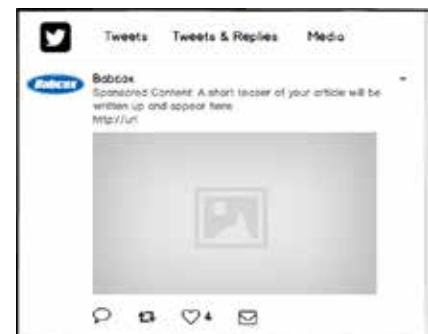 Tweets Tweets & Replies Media
Babcox
Babcox
Sponsored Content: A short teaser of your article will be
written up and appear here
http://url
4